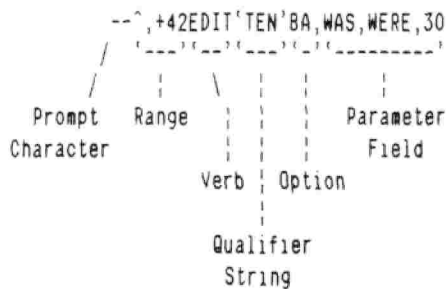 --^,+42EDIT'TEN'BA,WAS,WERE,30
Prompt Range Parameter
Character Field
Verb Option
Qualifier
String